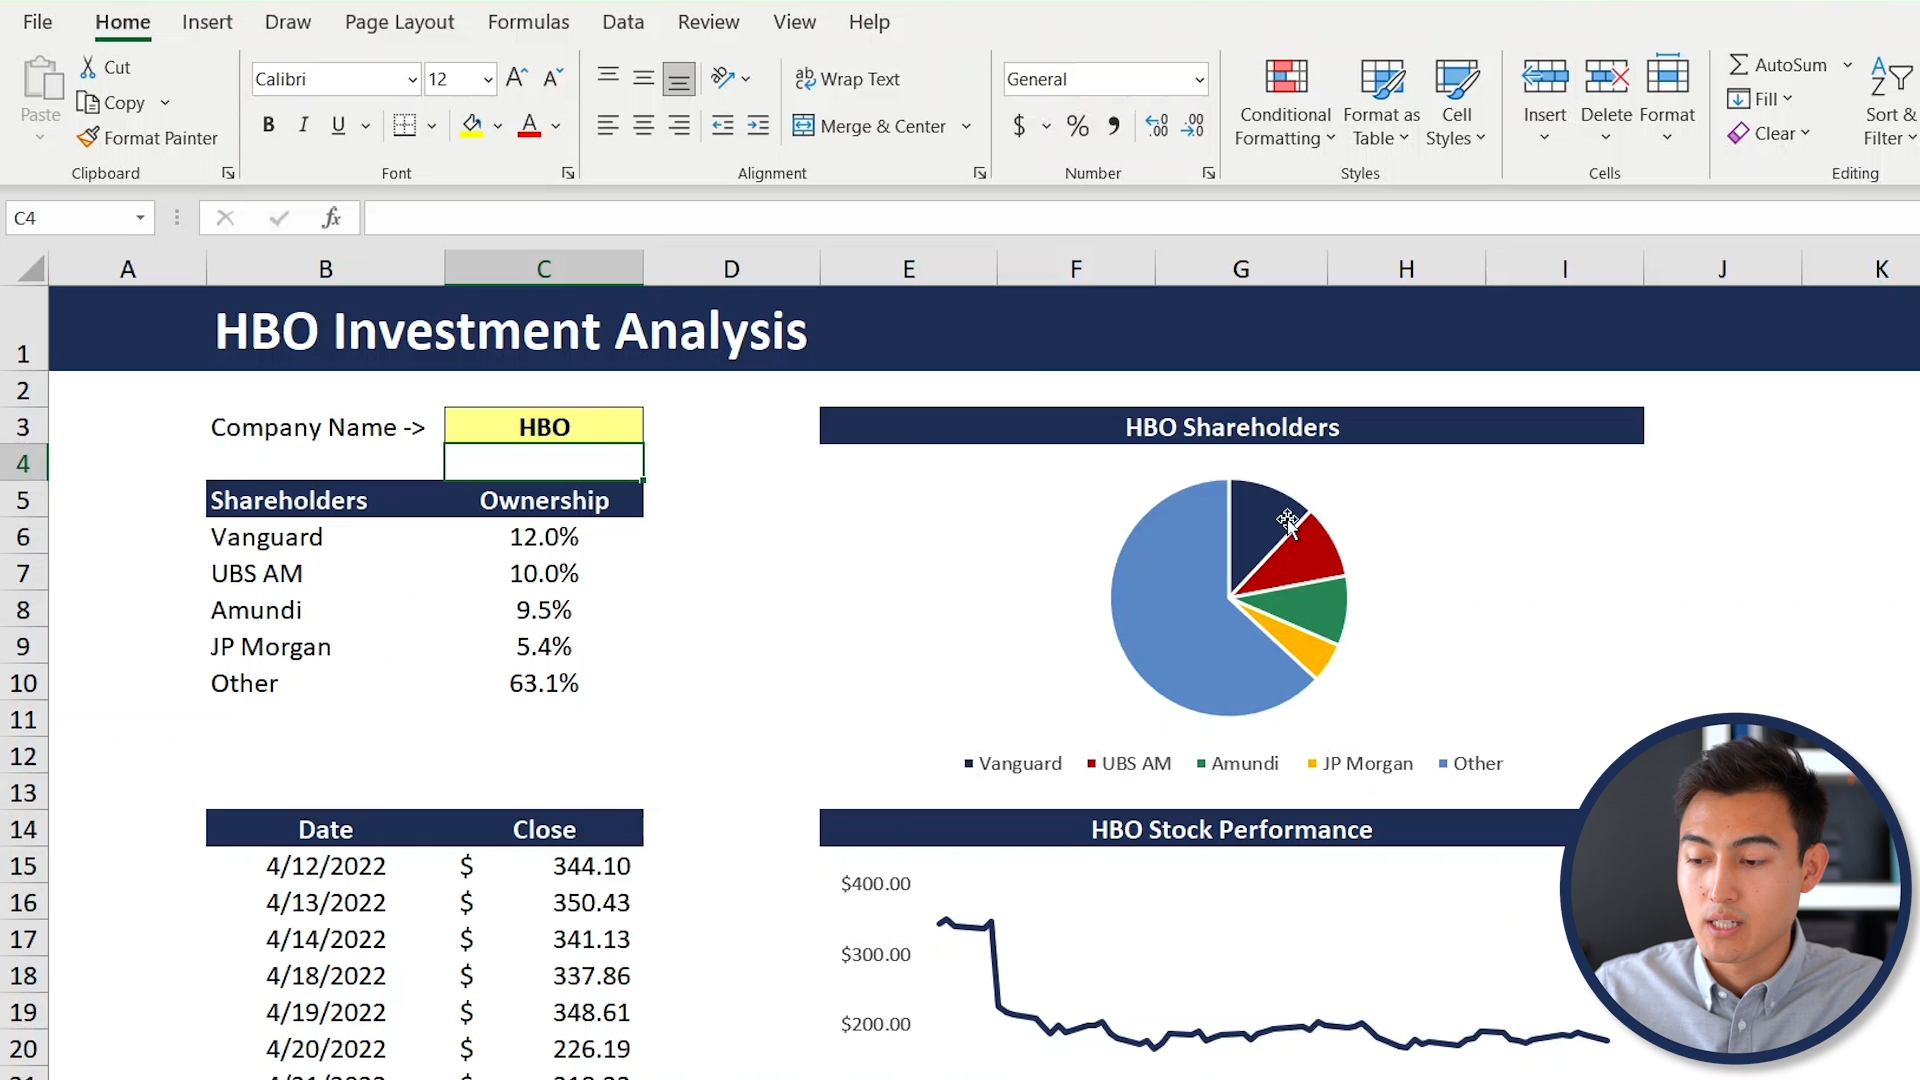 File Home Insert Draw Page Layout Formulas Data Review View Help
Paste
Cut
Copy
Format Painter
Clipboard
Calibri 12
B I U A
Font
Wrap Text
Merge & Center
Alignment
General
$ % , .00 .00
Number
Conditional Formatting
Format as Table
Cell Styles
Styles
Insert Delete Format
Cells
AutoSum
Fill
Clear
Sort &
Filter
Editing
C4 fx
A B C D E F G H I J K
1 HBO Investment Analysis
2
3 Company Name -> HBO HBO Shareholders
4
5 Shareholders Ownership
6 Vanguard 12.0%
7 UBS AM 10.0%
8 Amundi 9.5%
9 JP Morgan 5.4%
10 Other 63.1%
11
12 Vanguard UBS AM Amundi JP Morgan Other
13
14 Date Close HBO Stock Performance
15 4/12/2022 $ 344.10 $400.00
16 4/13/2022 $ 350.43
17 4/14/2022 $ 341.13 $300.00
18 4/18/2022 $ 337.86
19 4/19/2022 $ 348.61 $200.00
20 4/20/2022 $ 226.19